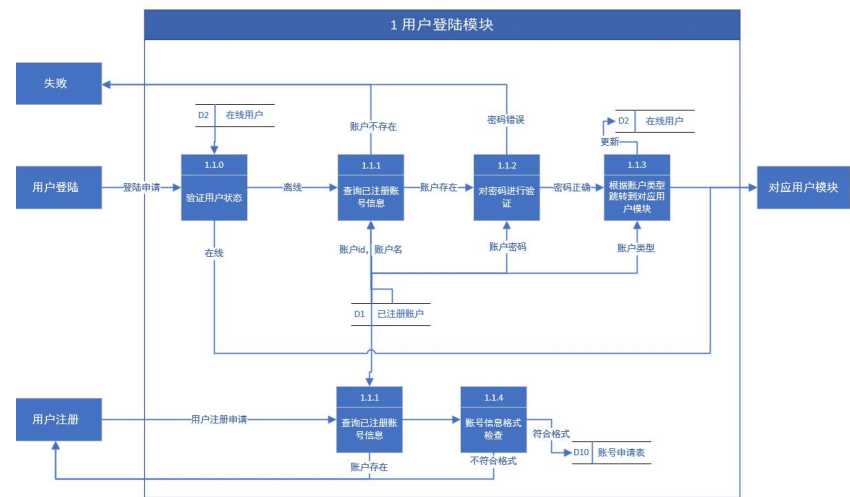 1 用户登陆模块
失败
D2 在线用户
D2 在线用户
账户不存在
密码错误
更新
1.1.0
1.1.1
1.1.2
1.1.3
用户登陆
登陆申请
验证用户状态
离线
查询已注册账
号信息
账户存在
对密码进行验
证
密码正确
根据账户类型
跳转到对应用
户模块
对应用户模块
在线
账户id，账户名
账户密码
账户类型
D1 已注册账户
1.1.1
1.1.4
用户注册
用户注册申请
查询已注册账
号信息
账号信息格式
检查
符合格式
D10 账号申请表
账户存在
不符合格式